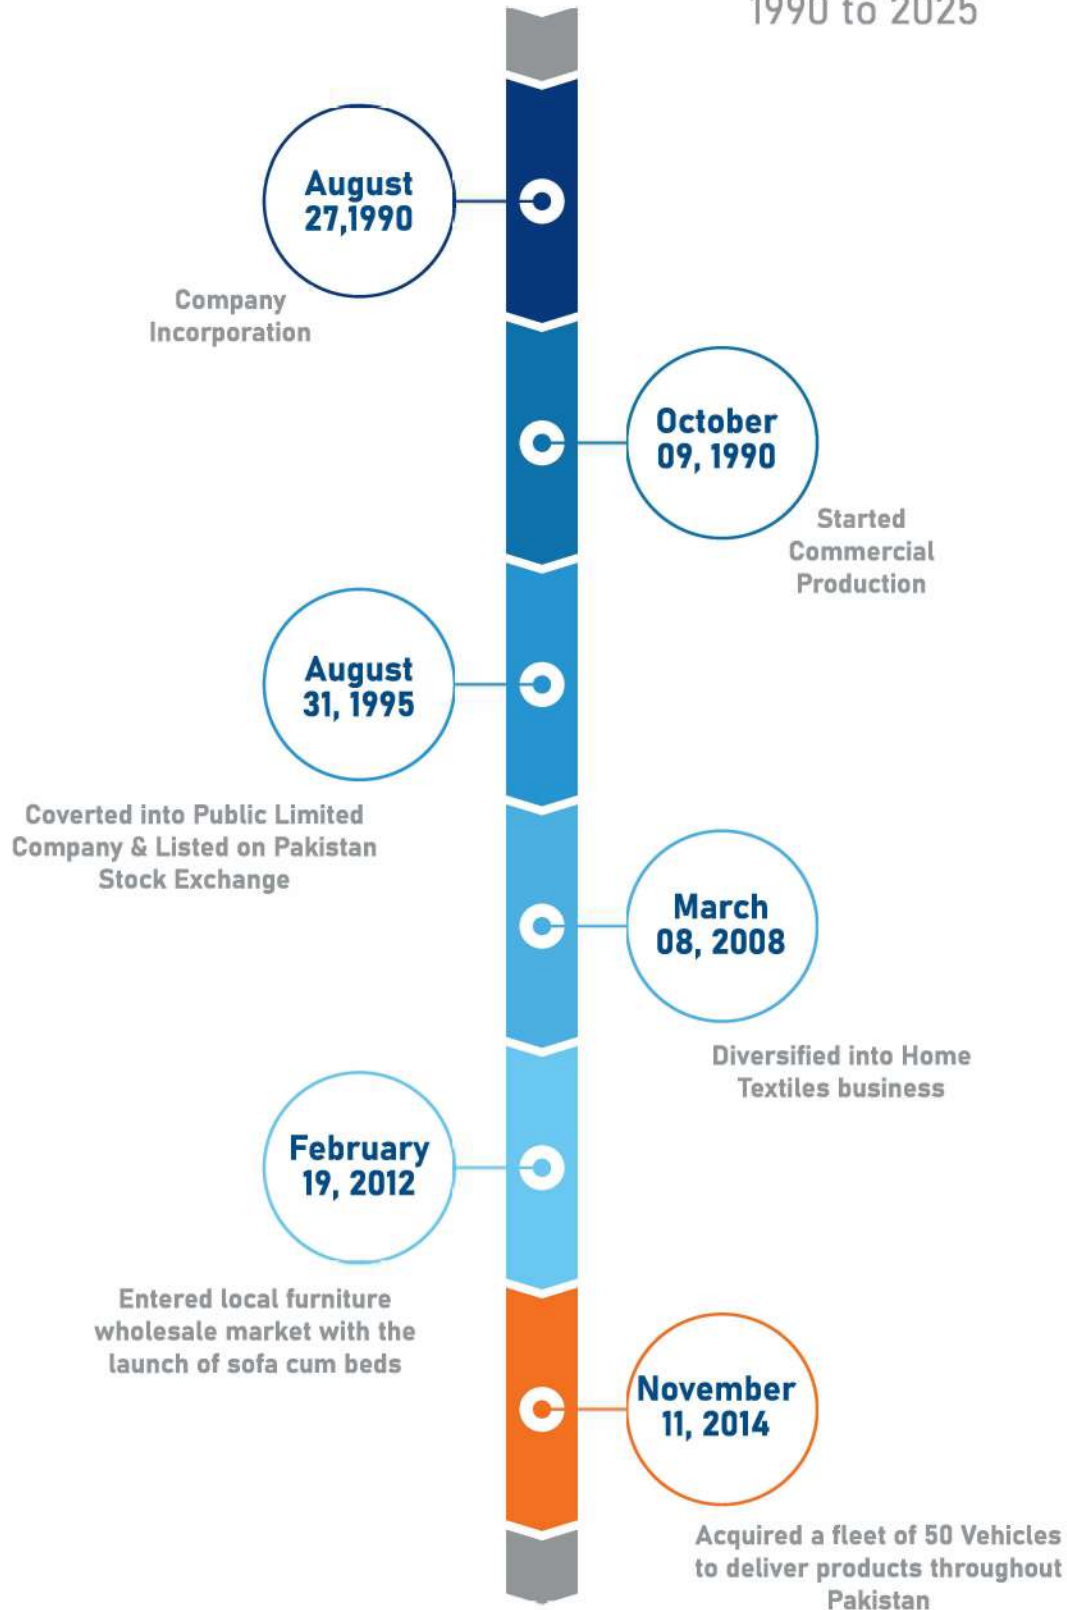 1990 to 2025
August
27,1990
Company
Incorporation
October
09, 1990
Started
Commercial
Production
August
31, 1995
Coverted into Public Limited
Company & Listed on Pakistan
Stock Exchange
March
08, 2008
Diversified into Home
Textiles business
February
19, 2012
Entered local furniture
wholesale market with the
launch of sofa cum beds
November
11, 2014
Acquired a fleet of 50 Vehicles
to deliver products throughout
Pakistan